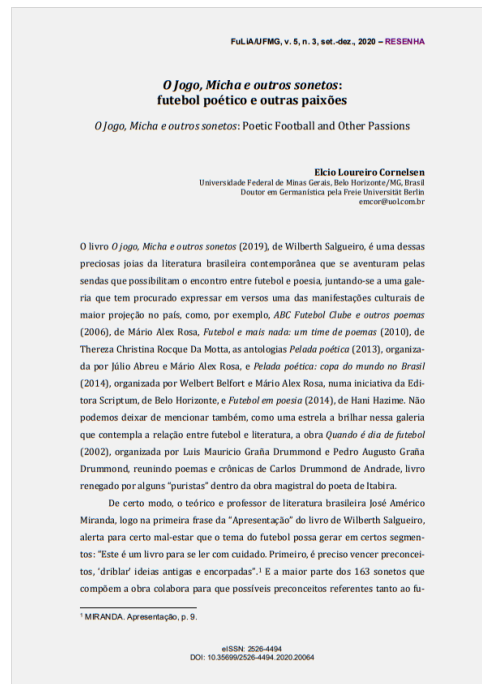 FuLiA/UFMG, v. 5, n. 3, set.-dez., 2020 – RESENHA
O Jogo, Micha e outros sonetos:
futebol poético e outras paixões
O Jogo, Micha e outros sonetos: Poetic Football and Other Passions
Elcio Loureiro Cornelsen
Universidade Federal de Minas Gerais, Belo Horizonte/MG, Brasil
Doutor em Germanística pela Freie Universität Berlin
emcor@uol.com.br
O livro O jogo, Micha e outros sonetos (2019), de Wilberth Salgueiro, é uma dessas
preciosas joias da literatura brasileira contemporânea que se aventuram pelas
sendas que possibilitam o encontro entre futebol e poesia, juntando-se a uma gale-
ria que tem procurado expressar em versos uma das manifestações culturais de
maior projeção no país, como, por exemplo, ABC Futebol Clube e outros poemas
(2006), de Mário Alex Rosa, Futebol e mais nada: um time de poemas (2010), de
Thereza Christina Rocque Da Motta, as antologias Pelada poética (2013), organiza-
da por Júlio Abreu e Mário Alex Rosa, e Pelada poética: copa do mundo no Brasil
(2014), organizada por Welbert Belfort e Mário Alex Rosa, numa iniciativa da Edi-
tora Scriptum, de Belo Horizonte, e Futebol em poesia (2014), de Hani Hazime. Não
podemos deixar de mencionar também, como uma estrela a brilhar nessa galeria
que contempla a relação entre futebol e literatura, a obra Quando é dia de futebol
(2002), organizada por Luis Mauricio Graña Drummond e Pedro Augusto Graña
Drummond, reunindo poemas e crônicas de Carlos Drummond de Andrade, livro
renegado por alguns “puristas” dentro da obra magistral do poeta de Itabira.
De certo modo, o teórico e professor de literatura brasileira José Américo
Miranda, logo na primeira frase da “Apresentação” do livro de Wilberth Salgueiro,
alerta para certo mal-estar que o tema do futebol possa gerar em certos segmen-
tos: “Este é um livro para se ler com cuidado. Primeiro, é preciso vencer preconcei-
tos, ‘driblar’ ideias antigas e encorpadas”.¹ E a maior parte dos 163 sonetos que
compõem a obra colabora para que possíveis preconceitos referentes tanto ao fu-
¹ MIRANDA. Apresentação, p. 9.
eISSN: 2526-4494
DOI: 10.35699/2526-4494.2020.20064